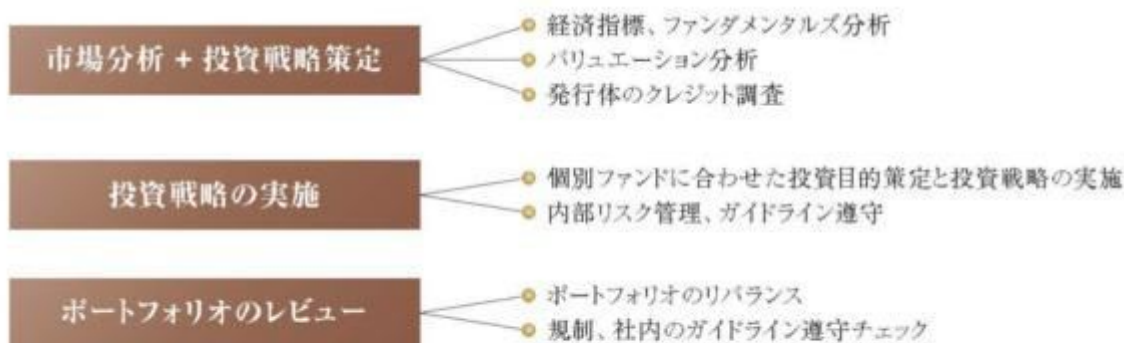 市場分析 + 投資戦略策定
経済指標、ファンダメンタルズ分析
バリュエーション分析
発行体のクレジット調査
投資戦略の実施
個別ファンドに合わせた投資目的策定と投資戦略の実施
内部リスク管理、ガイドライン遵守
ポートフォリオのレビュー
ポートフォリオのリバランス
規制、社内のガイドライン遵守チェック